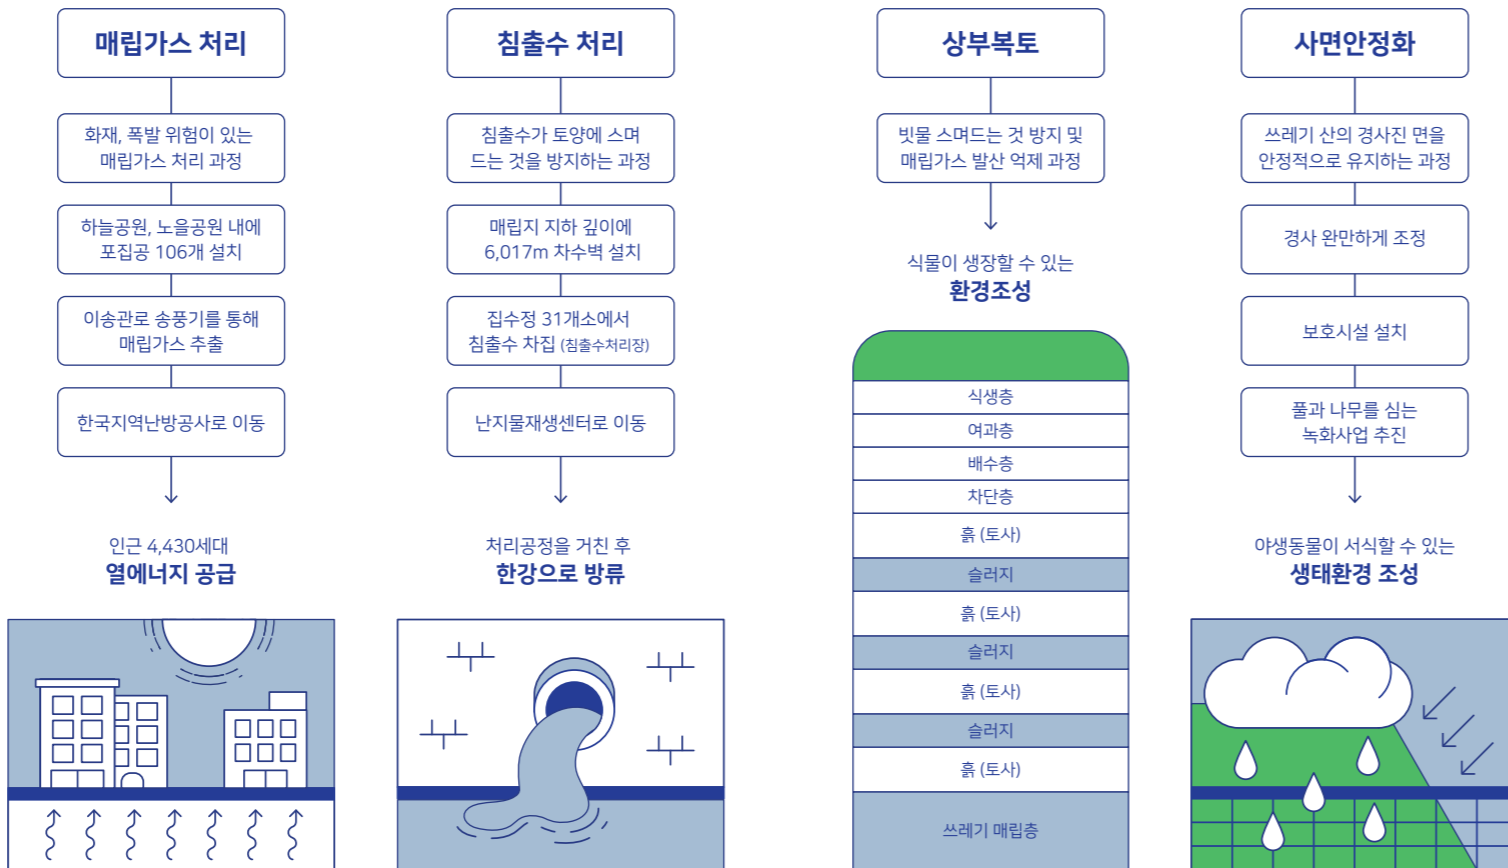 매립가스 처리
화재, 폭발 위험이 있는
매립가스 처리 과정
하늘공원, 노을공원 내에
포집공 106개 설치
이송관로 송풍기를 통해
매립가스 추출
한국지역난방공사로 이동
인근 4,430세대
열에너지 공급
침출수 처리
침출수가 토양에 스며
드는 것을 방지하는 과정
매립지 지하 깊이에
6,017m 차수벽 설치
집수정 31개소에서
침출수 차집 (침출수처리장)
난지물재생센터로 이동
처리공정을 거친 후
한강으로 방류
상부복토
빗물 스며드는 것 방지 및
매립가스 발산 억제 과정
식물이 생장할 수 있는
환경조성
식생층
여과층
배수층
차단층
흙 (토사)
슬러지
흙 (토사)
슬러지
흙 (토사)
슬러지
흙 (토사)
쓰레기 매립층
사면안정화
쓰레기 산의 경사진 면을
안정적으로 유지하는 과정
경사 완만하게 조정
보호시설 설치
풀과 나무를 심는
녹화사업 추진
야생동물이 서식할 수 있는
생태환경 조성